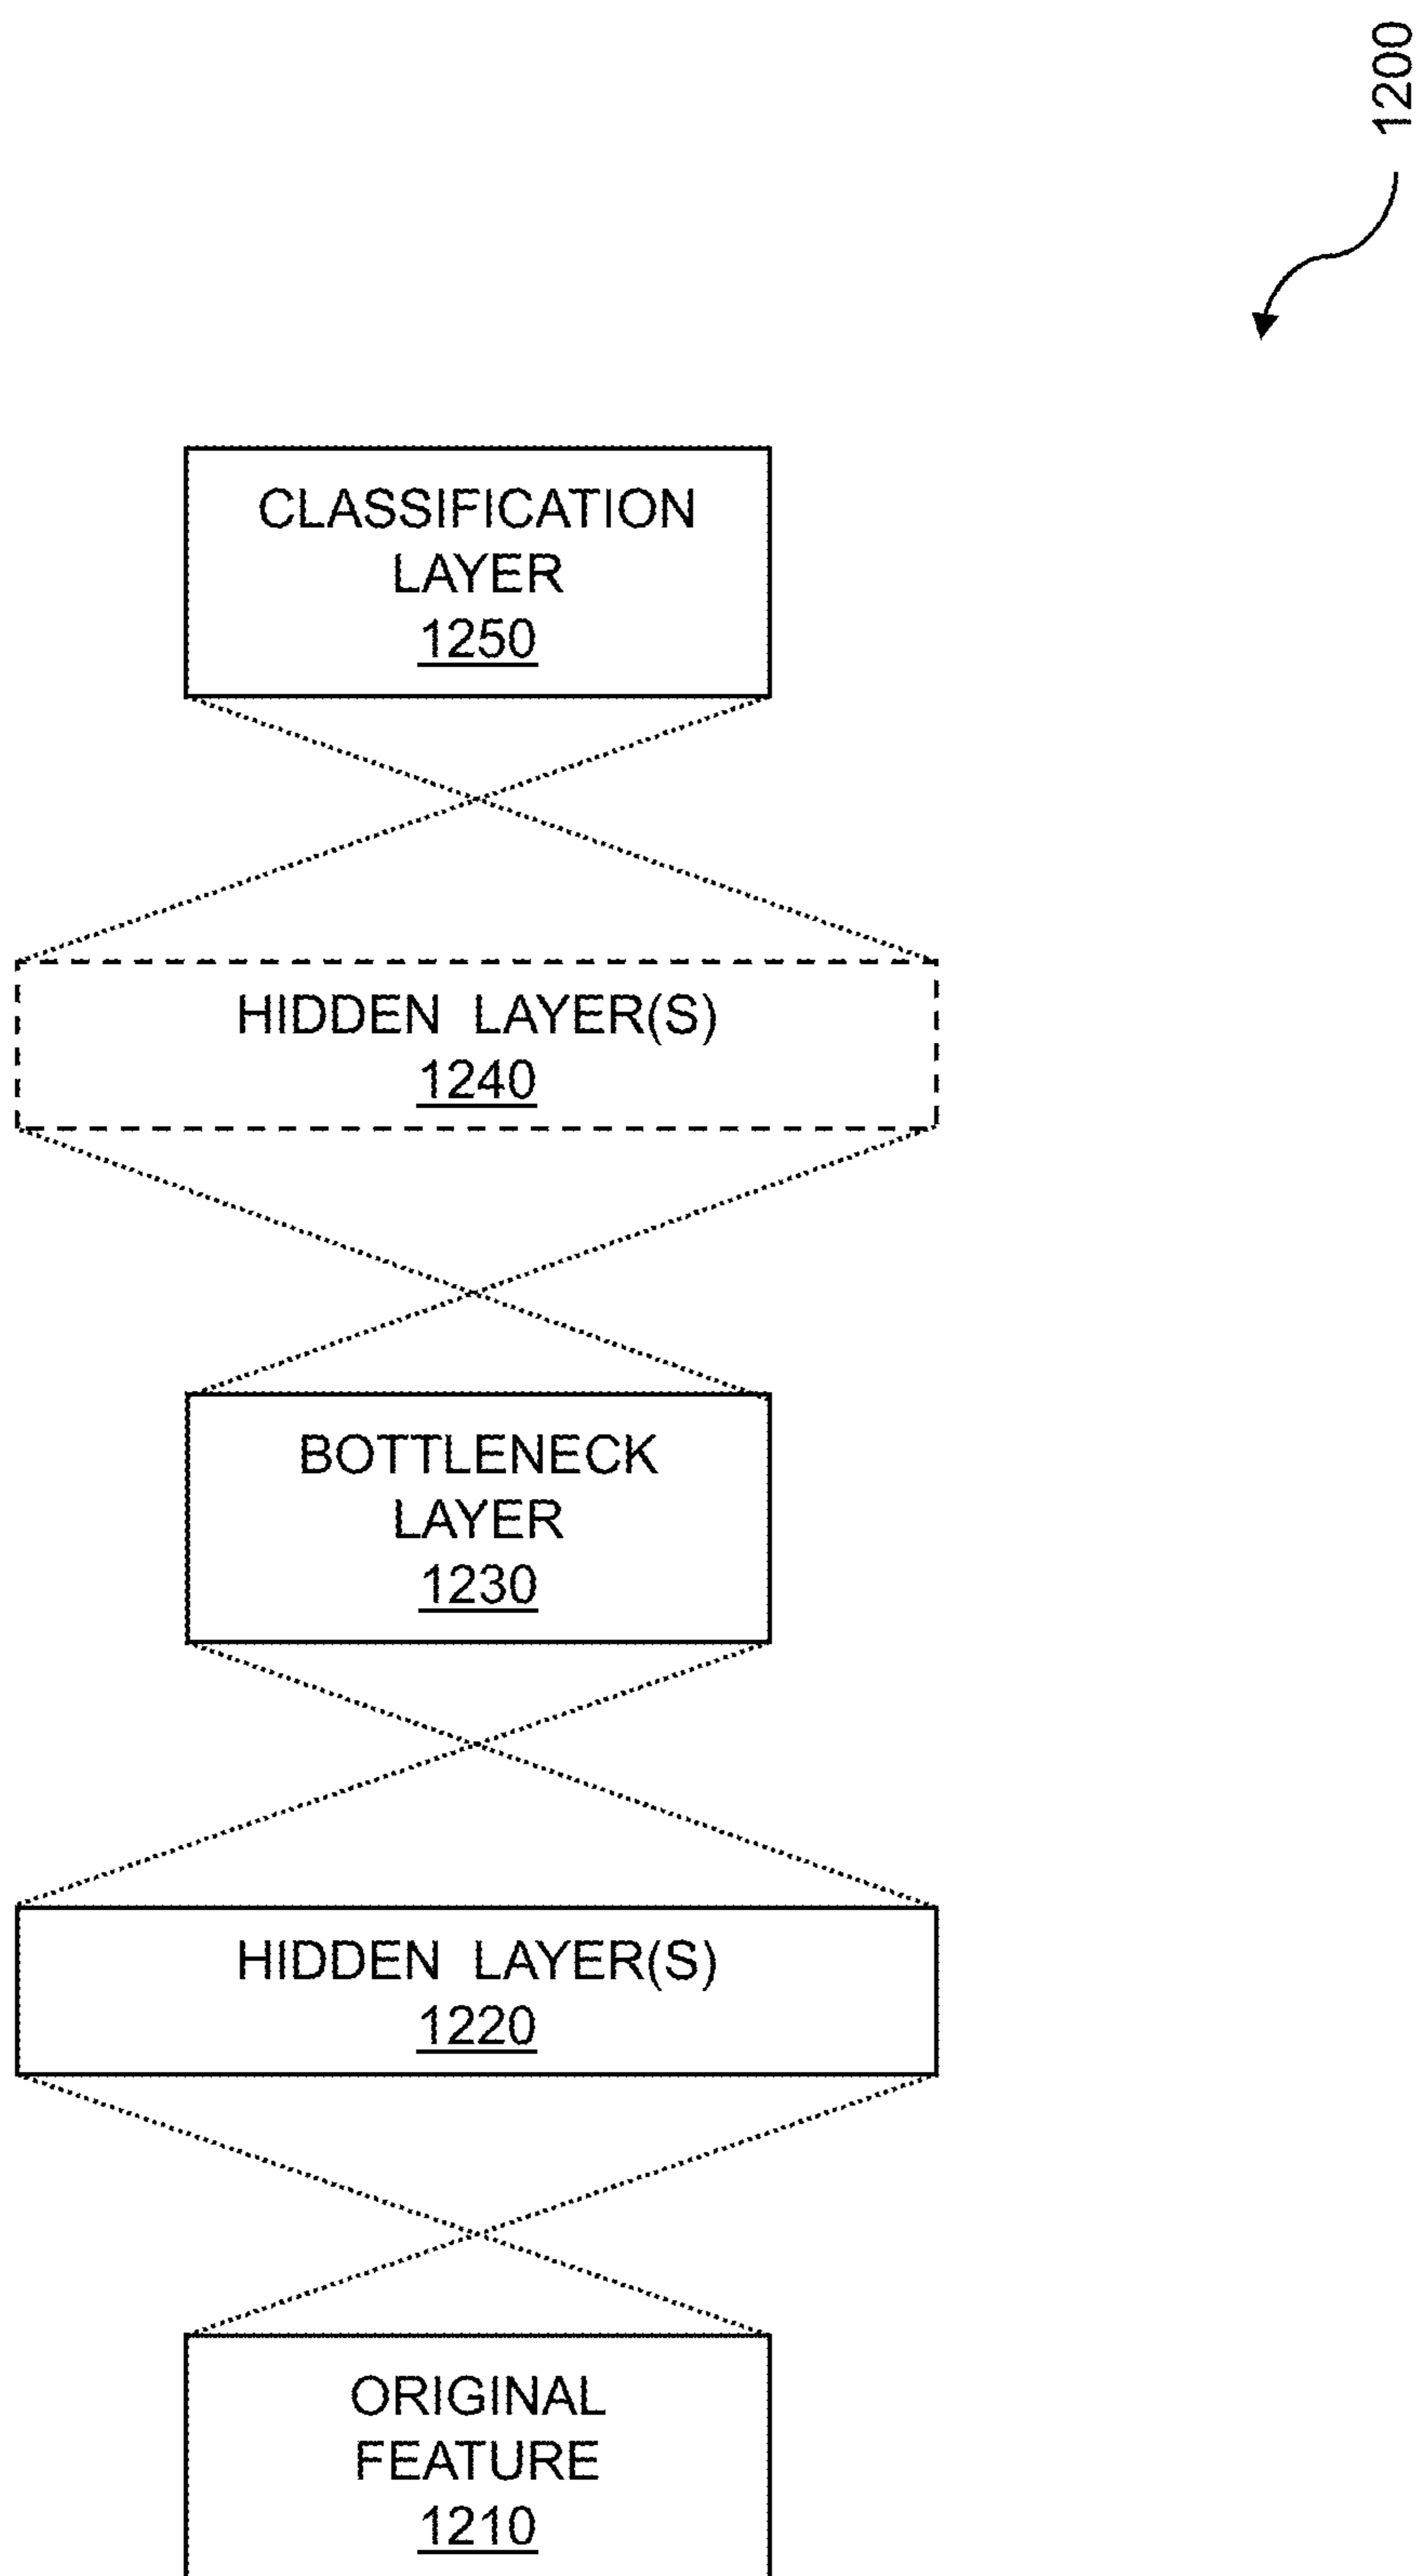 1200
CLASSIFICATION
LAYER
1250
HIDDEN LAYER(S)
1240
BOTTLENECK
LAYER
1230
HIDDEN LAYER(S)
1220
ORIGINAL
FEATURE
1210